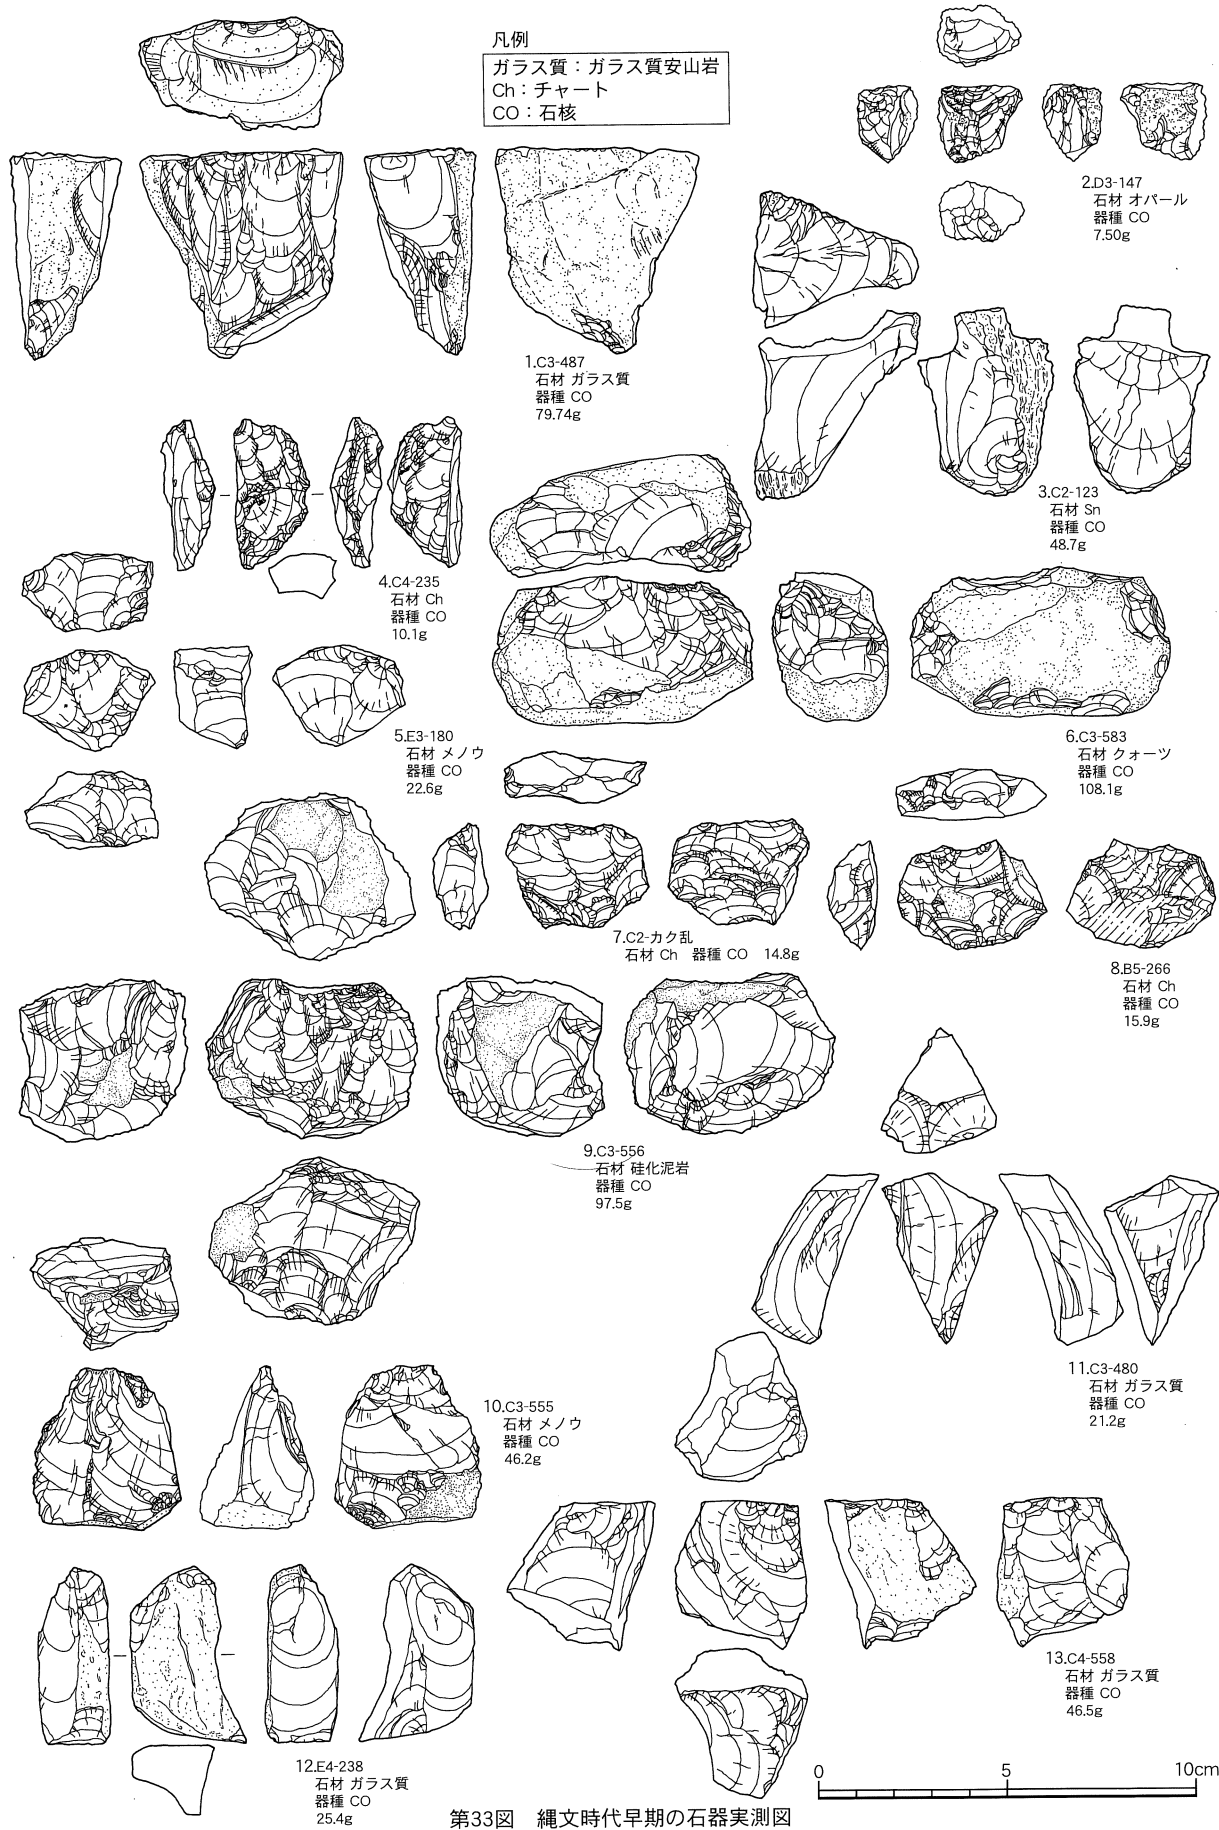 凡例
ガラス質：ガラス質安山岩
Ch：チャート
CO：石核
1.C3-487
石材 ガラス質
器種 CO
79.74g
2.D3-147
石材 オパール
器種 CO
7.50g
3.C2-123
石材 Sn
器種 CO
48.7g
4.C4-235
石材 Ch
器種 CO
10.1g
5.E3-180
石材 メノウ
器種 CO
22.6g
6.C3-583
石材 クォーツ
器種 CO
108.1g
7.C2-カク乱
石材 Ch 器種 CO 14.8g
8.B5-266
石材 Ch
器種 CO
15.9g
9.C3-556
石材 硅化泥岩
器種 CO
97.5g
10.C3-555
石材 メノウ
器種 CO
46.2g
11.C3-480
石材 ガラス質
器種 CO
21.2g
12.E4-238
石材 ガラス質
器種 CO
25.4g
13.C4-558
石材 ガラス質
器種 CO
46.5g
0 5 10cm
第33図 縄文時代早期の石器実測図